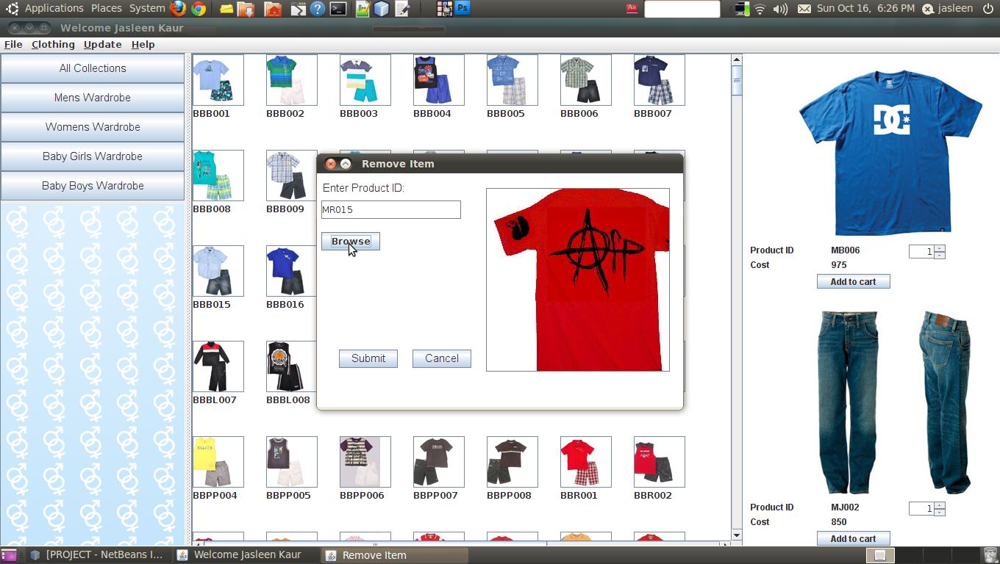 Applications Places System
Aa
Sun Oct 16, 6:26 PM
jasleen
Welcome Jasleen Kaur
File Clothing Update Help
All Collections
Mens Wardrobe
Womens Wardrobe
Baby Girls Wardrobe
Baby Boys Wardrobe
BBB001 BBB002 BBB003 BBB004 BBB005 BBB006 BBB007
BBB008 BBB009
BBB015 BBB016
BBBL007 BBBL008
BBPP004 BBPP005 BBPP006 BBPP007 BBPP008 BBR001 BBR002
Remove Item
Enter Product ID:
MR015
Browse
Submit Cancel
DC
Product ID MB006 1
Cost 975
Add to cart
Product ID MJ002 1
Cost 850
Add to cart
[PROJECT - NetBeans I...
Welcome Jasleen Kaur
Remove Item
Ps